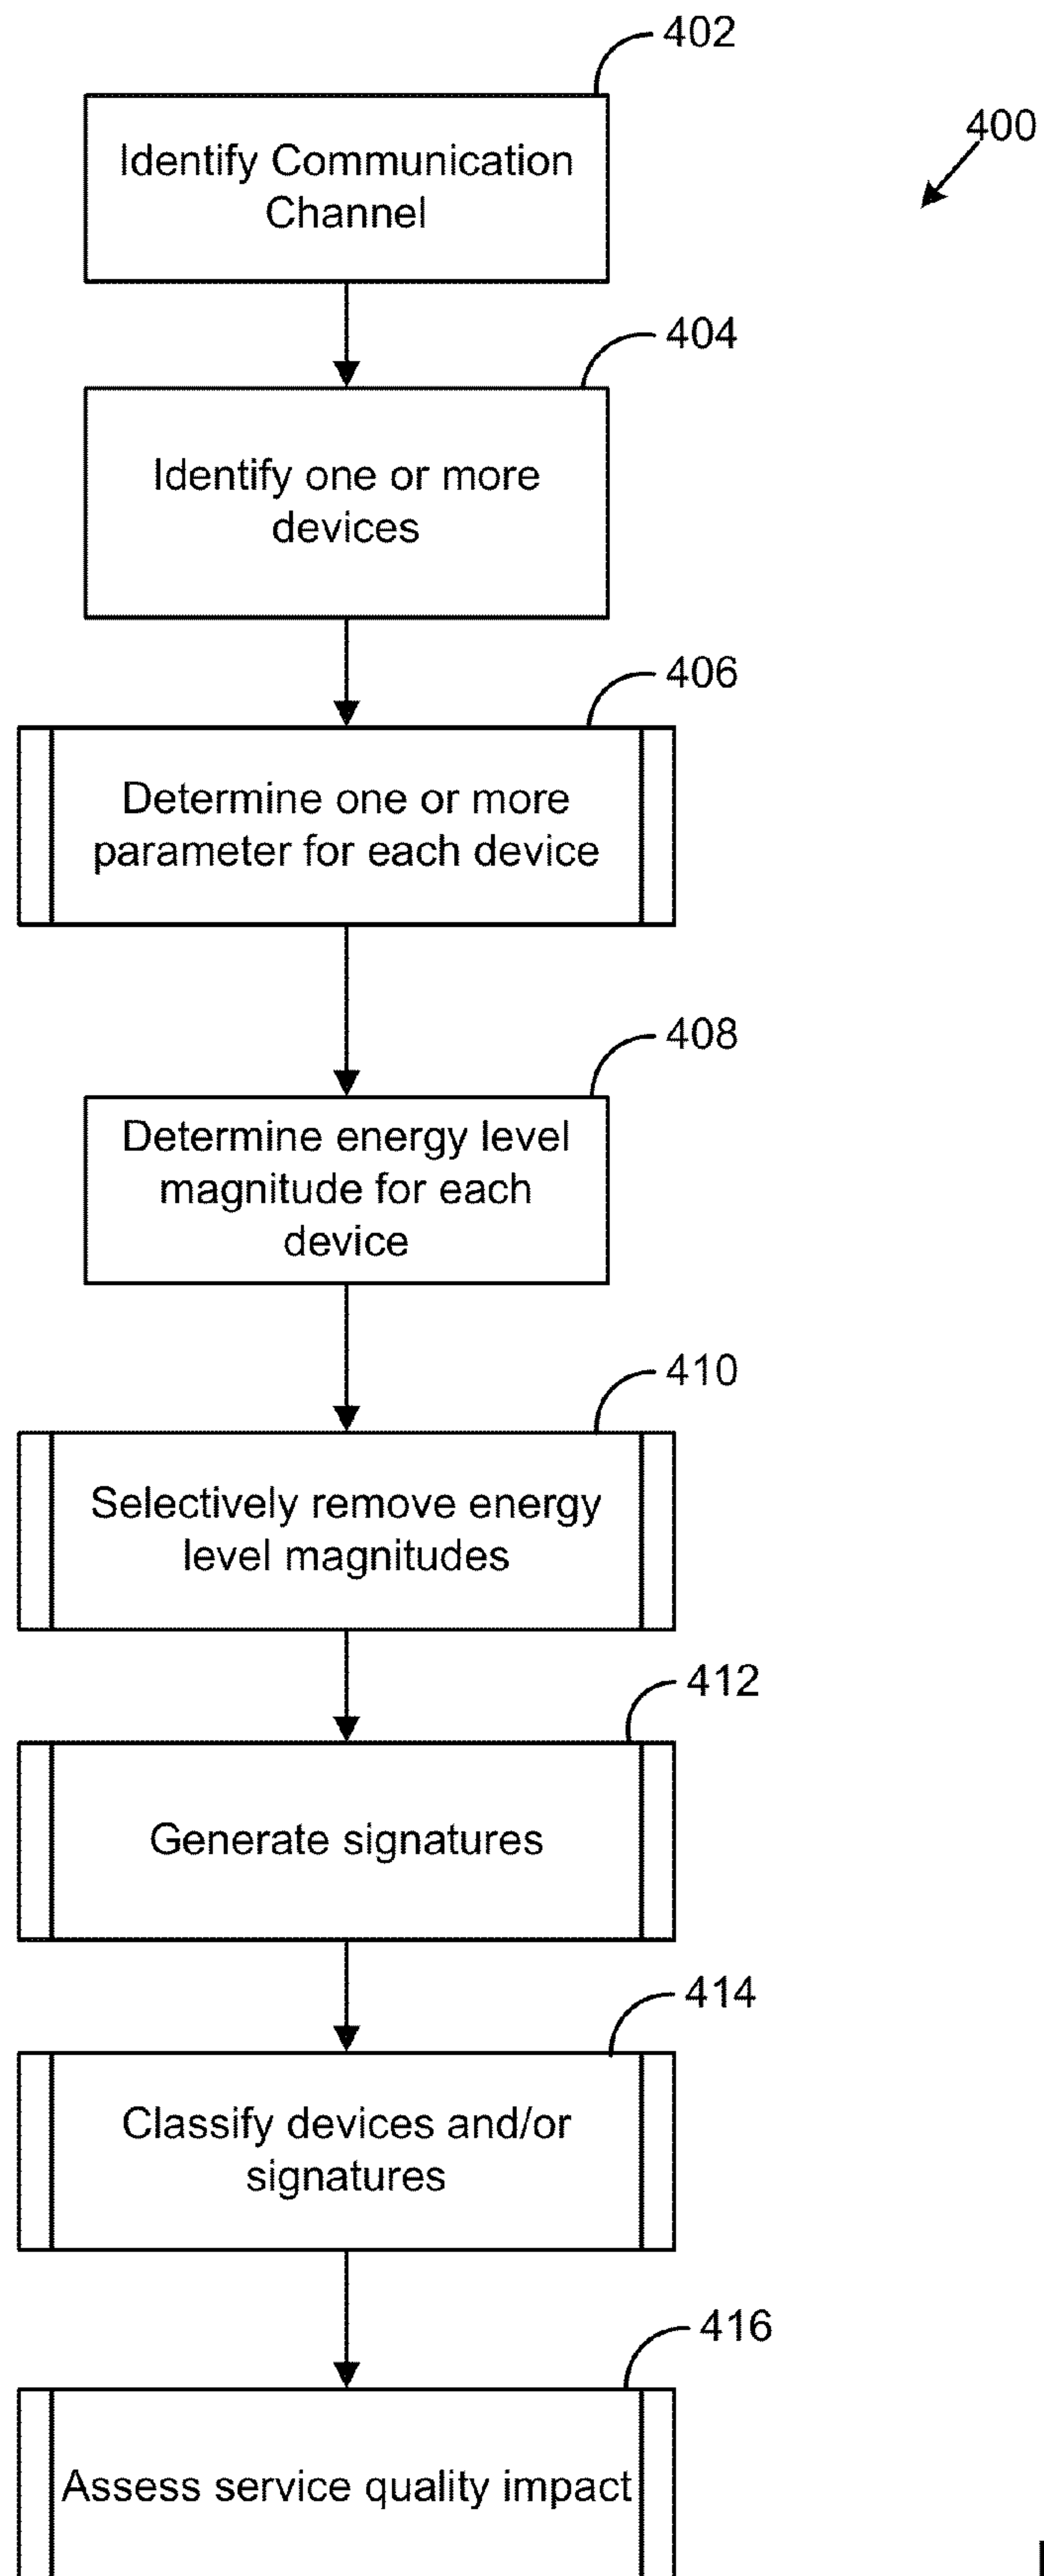 402
400
Identify Communication
Channel
404
Identify one or more
devices
406
Determine one or more
parameter for each device
408
Determine energy level
magnitude for each
device
410
Selectively remove energy
level magnitudes
412
Generate signatures
414
Classify devices and/or
signatures
416
Assess service quality impact